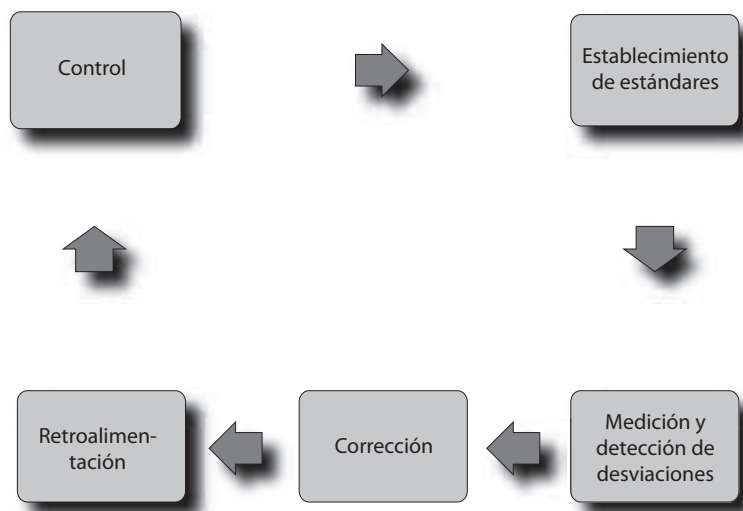 Control
Establecimiento
de estándares
Medición y
detección de
desviaciones
Corrección
Retroalimen-
tación